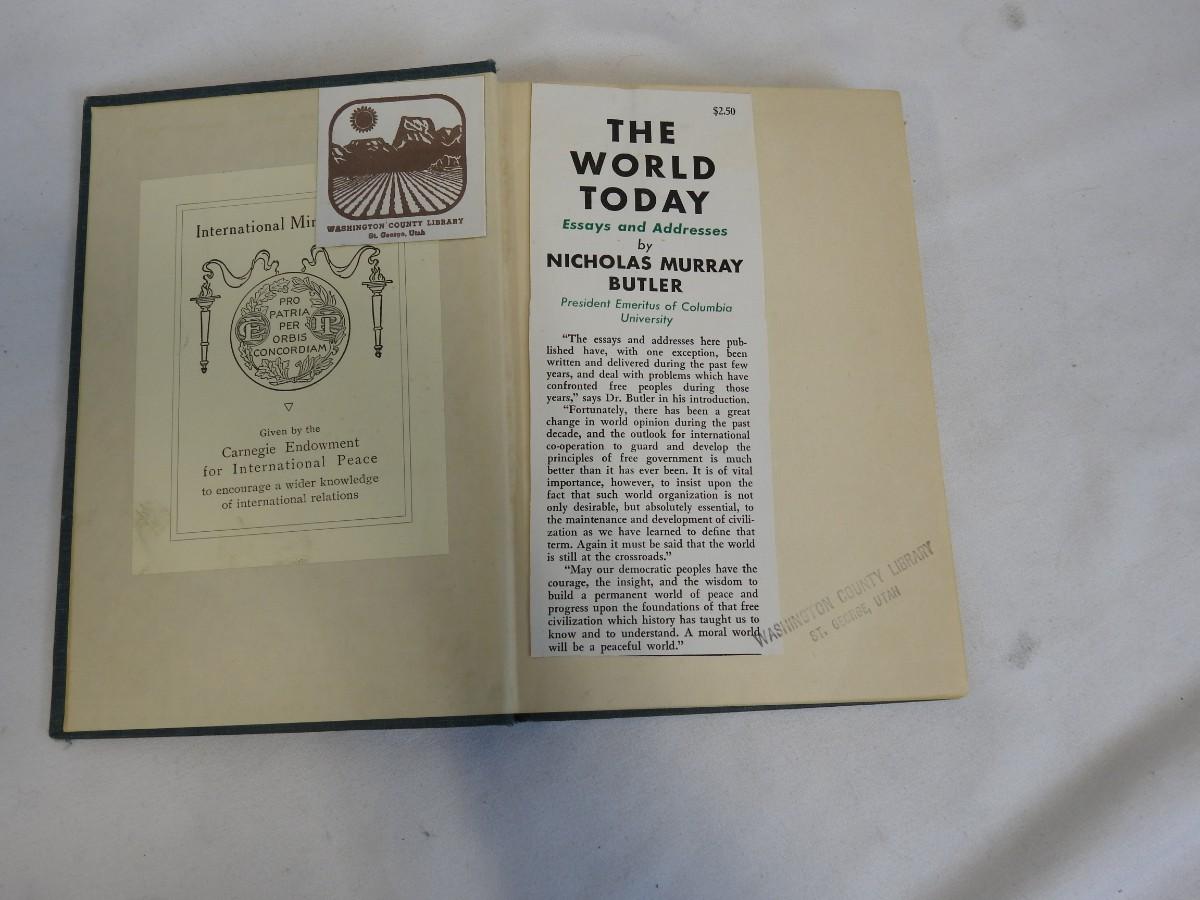 International
WASHINGTON COUNTY LIBRARY
St. George, Utah
PRO
PATRIA
PER
ORBIS
CONCORDIAM
Given by the
Carnegie Endowment
for International Peace
to encourage a wider knowledge
of international relations
$2.50
THE
WORLD
TODAY
Essays and Addresses
by
NICHOLAS MURRAY
BUTLER
President Emeritus of Columbia
University
“The essays and addresses here pub-
lished have, with one exception, been
written and delivered during the past few
years, and deal with problems which have
confronted free peoples during those
years,” says Dr. Butler in his introduction.
“Fortunately, there has been a great
change in world opinion during the past
decade, and the outlook for international
co-operation to guard and develop the
principles of free government is much
better than it has ever been. It is of vital
importance, however, to insist upon the
fact that such world organization is not
only desirable, but absolutely essential, to
the maintenance and development of civili-
zation as we have learned to define that
term. Again it must be said that the world
is still at the crossroads.”
“May our democratic peoples have the
courage, the insight, and the wisdom to
build a permanent world of peace and
progress upon the foundations of that free
civilization which history has taught us to
know and to understand. A moral world
will be a peaceful world.”
WASHINGTON COUNTY LIBRARY
ST. GEORGE, UTAH